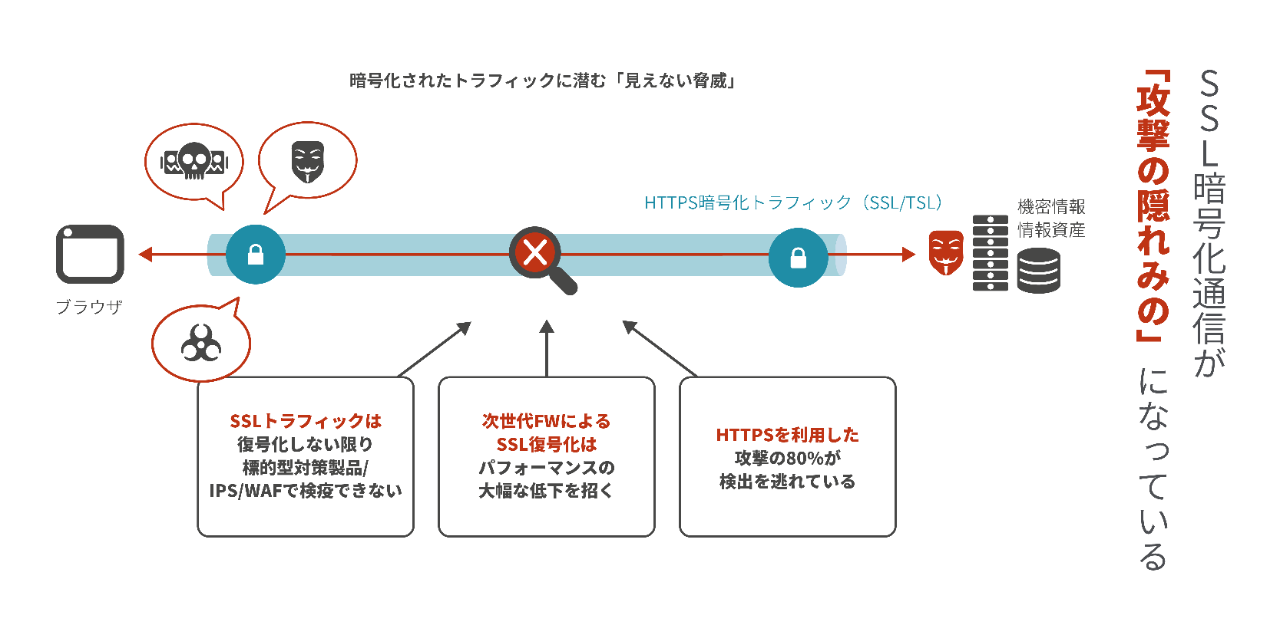 SSL暗号化通信が
「攻撃の隠れみの」になっている
暗号化されたトラフィックに潜む「見えない脅威」
HTTPS暗号化トラフィック（SSL/TSL）
機密情報
情報資産
ブラウザ
SSLトラフィックは
復号化しない限り
標的型対策製品/
IPS/WAFで検疫できない
次世代FWによる
SSL復号化は
パフォーマンスの
大幅な低下を招く
HTTPSを利用した
攻撃の80%が
検出を逃れている